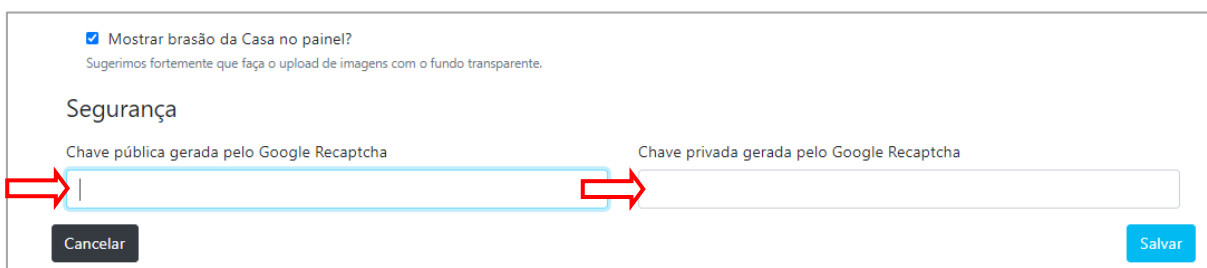 Mostrar brasão da Casa no painel?
Sugerimos fortemente que faça o upload de imagens com o fundo transparente.
Segurança
Chave pública gerada pelo Google Recaptcha
Chave privada gerada pelo Google Recaptcha
Cancelar
Salvar